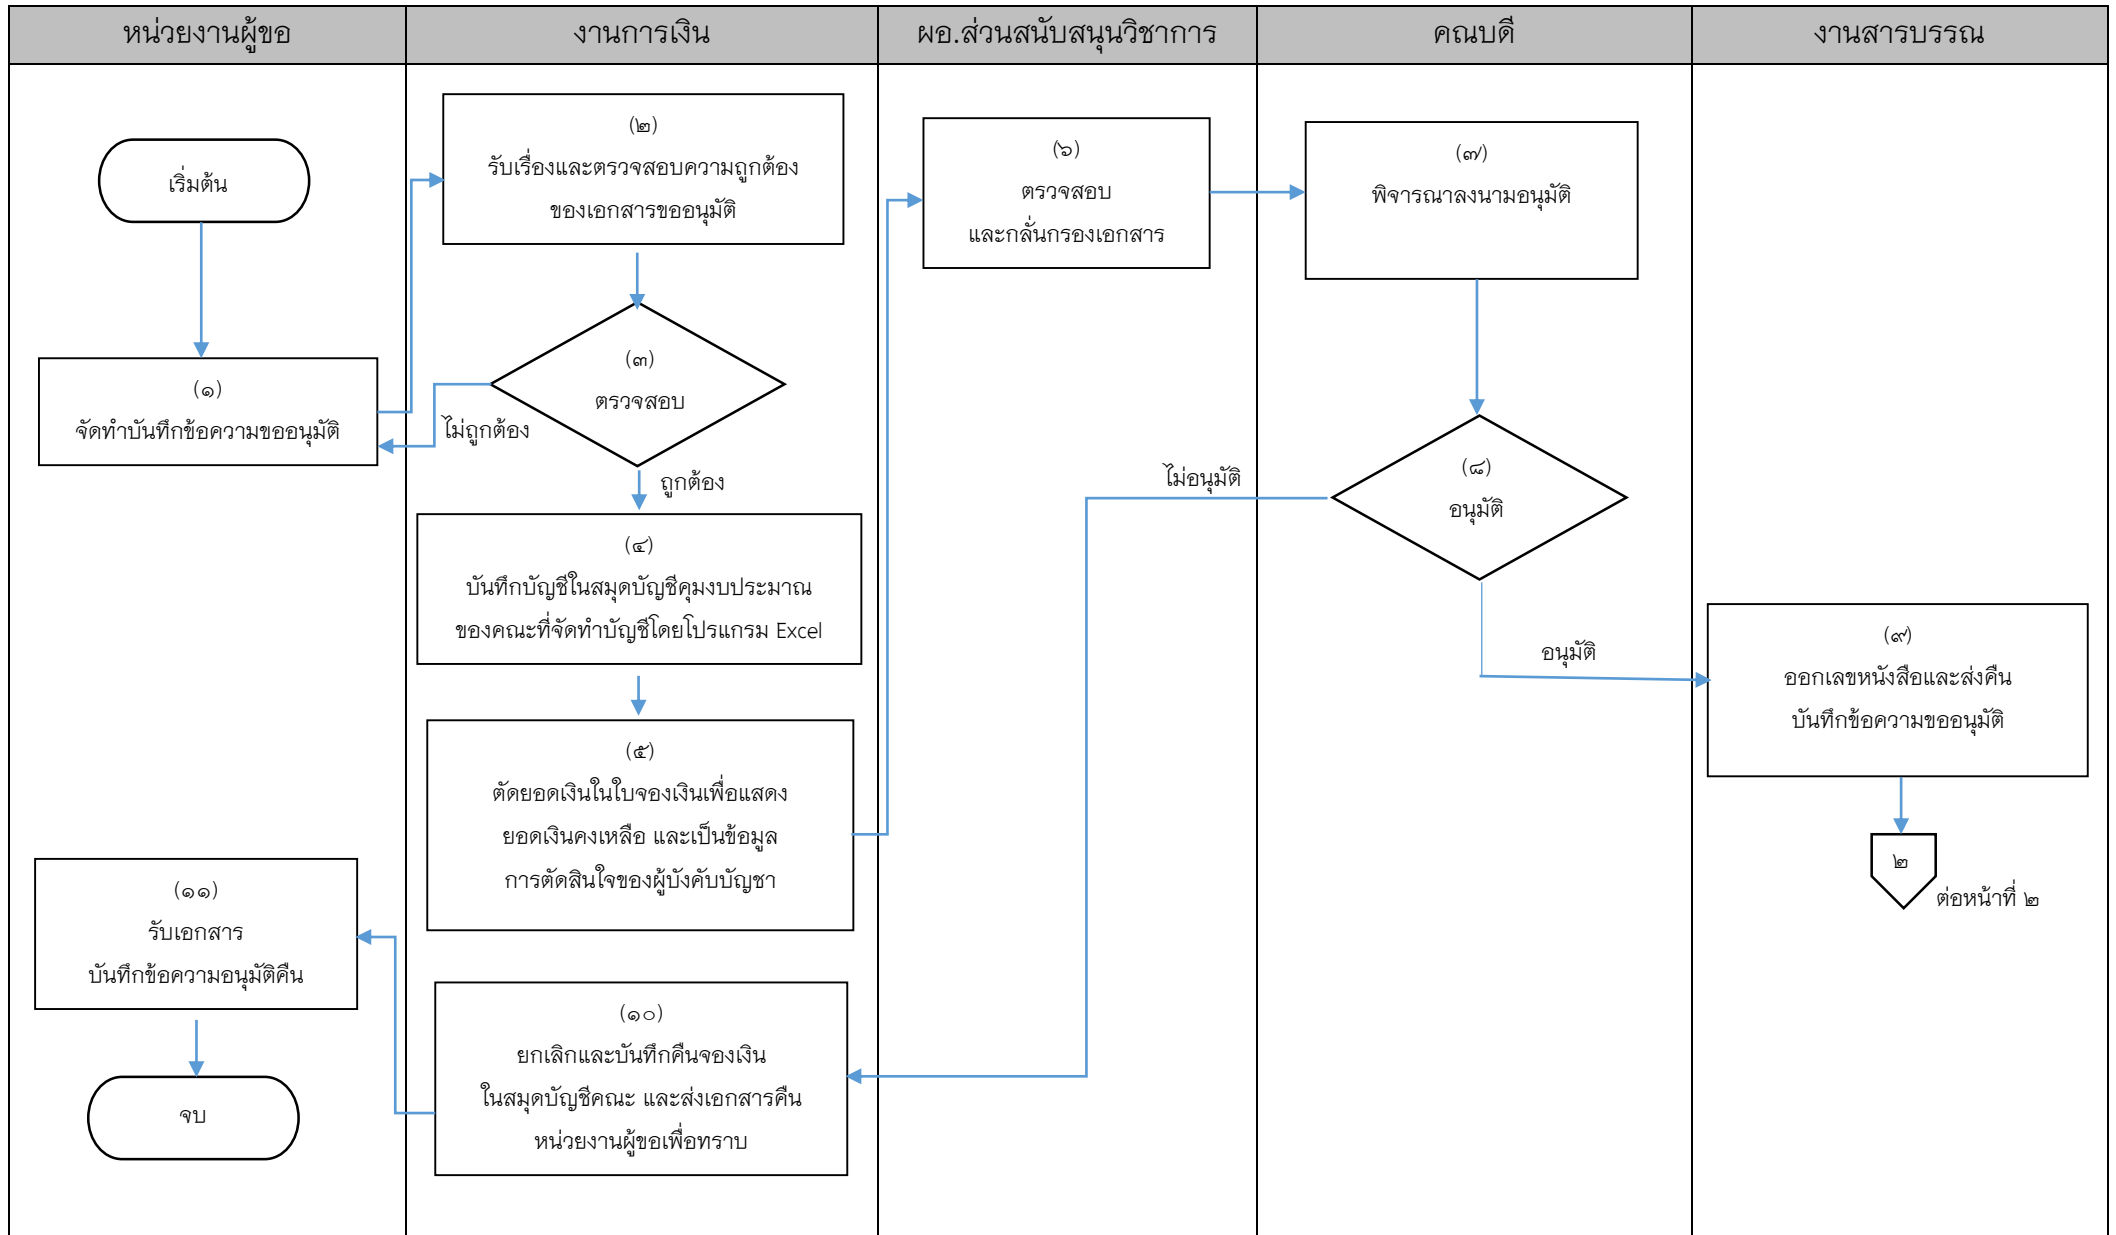 หน่วยงานผู้ขอ
งานการเงิน
ผอ.ส่วนสนับสนุนวิชาการ
คณบดี
งานสารบรรณ
เริ่มต้น
(๑)
จัดทำบันทึกข้อความขออนุมัติ
(๒)
รับเรื่องและตรวจสอบความถูกต้อง
ของเอกสารขออนุมัติ
(๓)
ตรวจสอบ
ไม่ถูกต้อง
ถูกต้อง
(๔)
บันทึกบัญชีในสมุดบัญชีคุมงบประมาณ
ของคณะที่จัดทำบัญชีโดยโปรแกรม Excel
(๕)
ตัดยอดเงินในใบจองเงินเพื่อแสดง
ยอดเงินคงเหลือ และเป็นข้อมูล
การตัดสินใจของผู้บังคับบัญชา
(๖)
ตรวจสอบ
และกลั่นกรองเอกสาร
(๗)
พิจารณาลงนามอนุมัติ
(๘)
อนุมัติ
ไม่อนุมัติ
อนุมัติ
(๙)
ออกเลขหนังสือและส่งคืน
บันทึกข้อความขออนุมัติ
๒
ต่อหน้าที่ ๒
(๑๐)
ยกเลิกและบันทึกคืนจองเงิน
ในสมุดบัญชีคณะ และส่งเอกสารคืน
หน่วยงานผู้ขอเพื่อทราบ
(๑๑)
รับเอกสาร
บันทึกข้อความอนุมัติคืน
จบ